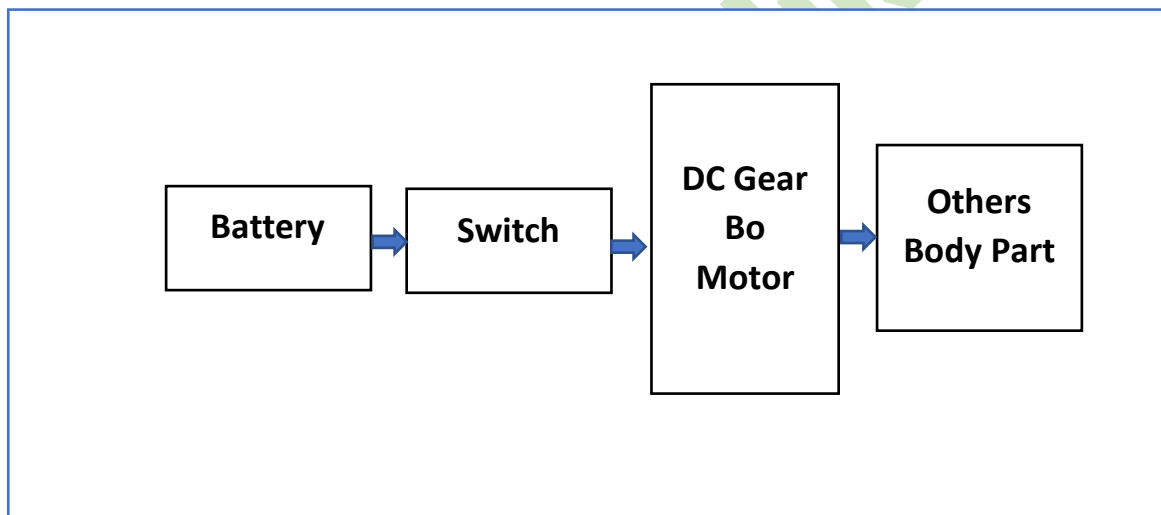 Battery
Switch
DC Gear
Bo
Motor
Others
Body Part